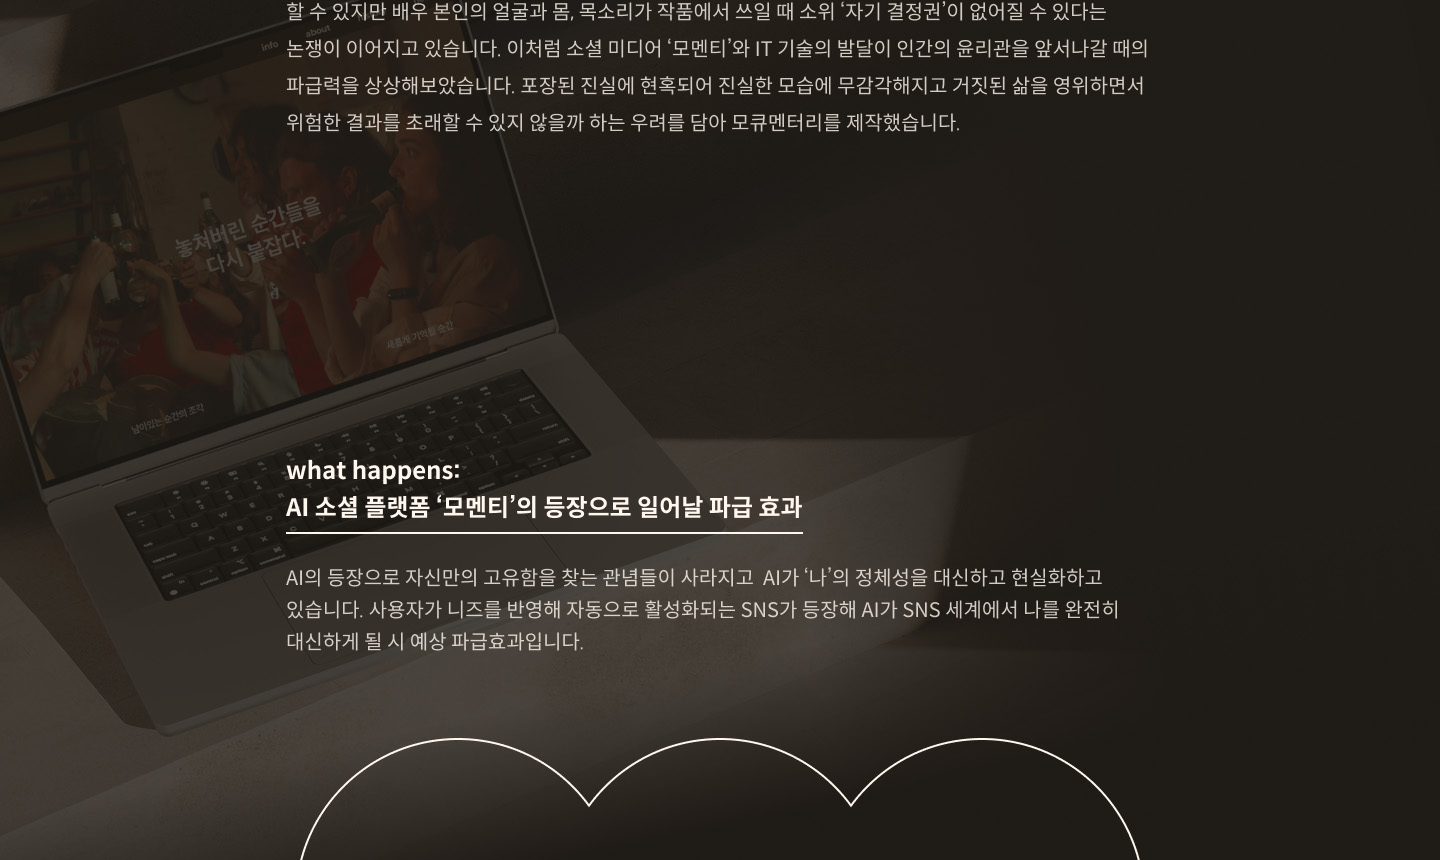 할 수 있지만 배우 본인의 얼굴과 몸, 목소리가 작품에서 쓰일 때 소위 ‘자기 결정권’이 없어질 수 있다는
논쟁이 이어지고 있습니다. 이처럼 소셜 미디어 ‘모멘티’와 IT 기술의 발달이 인간의 윤리관을 앞서나갈 때의
파급력을 상상해보았습니다. 포장된 진실에 현혹되어 진실한 모습에 무감각해지고 거짓된 삶을 영위하면서
위험한 결과를 초래할 수 있지 않을까 하는 우려를 담아 모큐멘터리를 제작했습니다.
info about
놓쳐버린 순간들을
다시 붙잡다.
새롭게 기억될 순간
남아있는 순간의 조각
what happens:
AI 소셜 플랫폼 ‘모멘티’의 등장으로 일어날 파급 효과
AI의 등장으로 자신만의 고유함을 찾는 관념들이 사라지고  AI가 ‘나’의 정체성을 대신하고 현실화하고
있습니다. 사용자가 니즈를 반영해 자동으로 활성화되는 SNS가 등장해 AI가 SNS 세계에서 나를 완전히
대신하게 될 시 예상 파급효과입니다.